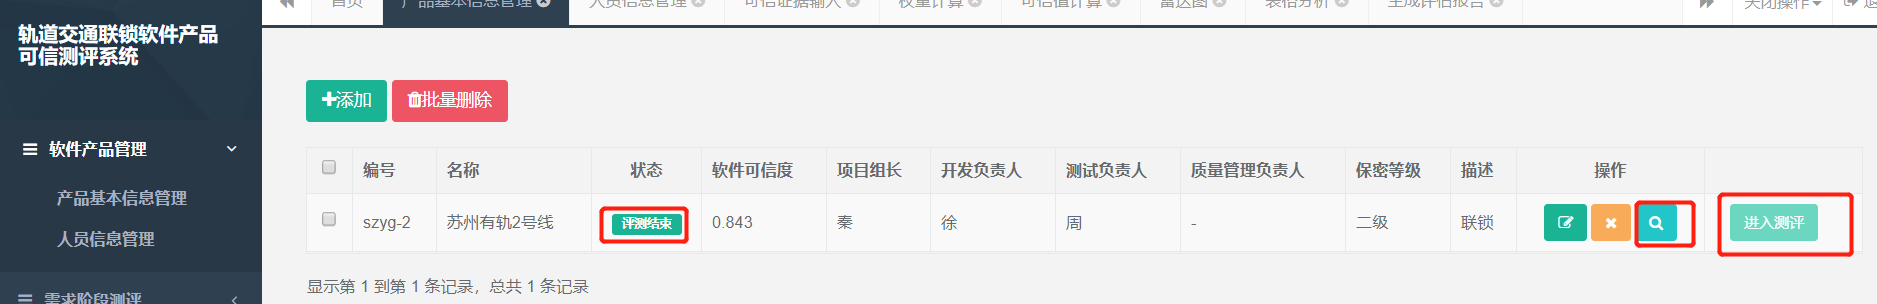 首页 产品基本信息管理 人员信息管理 可信证据输入 权重计算 可信值计算 雷达图 表格分析 生成评估报告 关闭操作
轨道交通联锁软件产品
可信测评系统
添加 批量删除
软件产品管理
产品基本信息管理
人员信息管理
需求阶段测评
编号 名称 状态 软件可信度 项目组长 开发负责人 测试负责人 质量管理负责人 保密等级 描述 操作
szyg-2 苏州有轨2号线 评测结束 0.843 秦 徐 周 - 二级 联锁 进入测评
显示第 1 到第 1 条记录，总共 1 条记录